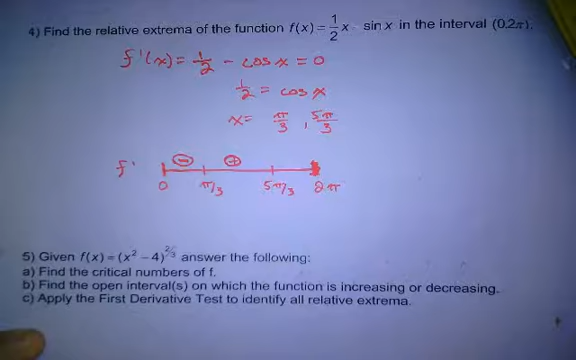 4) Find the relative extrema of the function f(x) = 1/2 x - sin x in the interval (0,2π).
f'(x) = 1/2 - cos x = 0
1/2 = cos x
x = π/3, 5π/3
f' ⊖ ⊕
0 π/3 5π/3 2π
5) Given f(x) = (x² - 4)^2/3 answer the following:
a) Find the critical numbers of f.
b) Find the open interval(s) on which the function is increasing or decreasing.
c) Apply the First Derivative Test to identify all relative extrema.